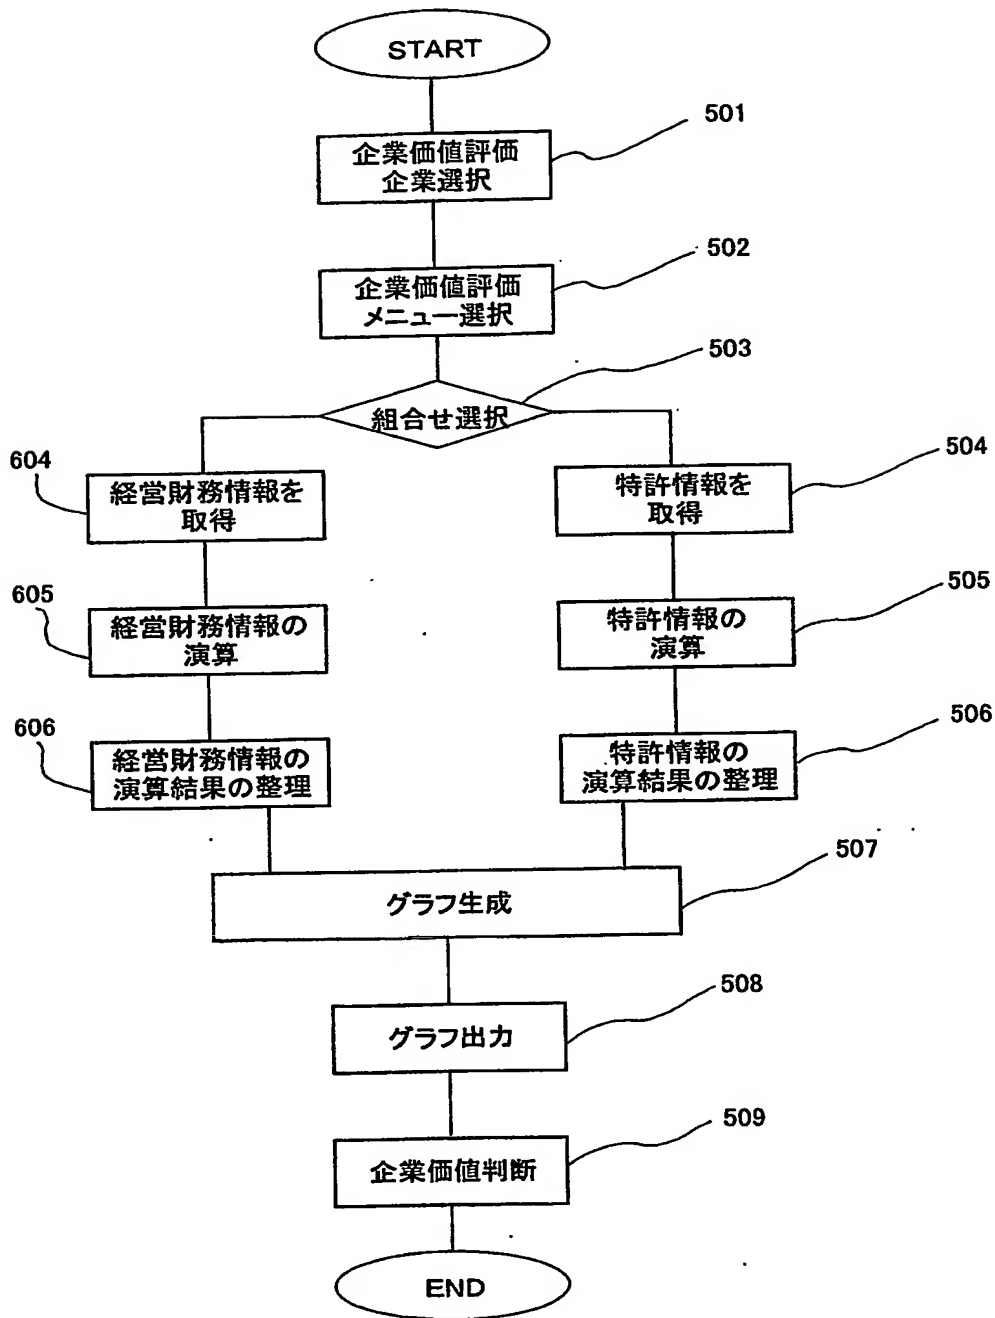 START
501
企業価値評価
企業選択
502
企業価値評価
メニュー選択
503
組合せ選択
604
経営財務情報を
取得
504
特許情報を
取得
605
経営財務情報の
演算
505
特許情報の
演算
606
経営財務情報の
演算結果の整理
506
特許情報の
演算結果の整理
507
グラフ生成
508
グラフ出力
509
企業価値判断
END